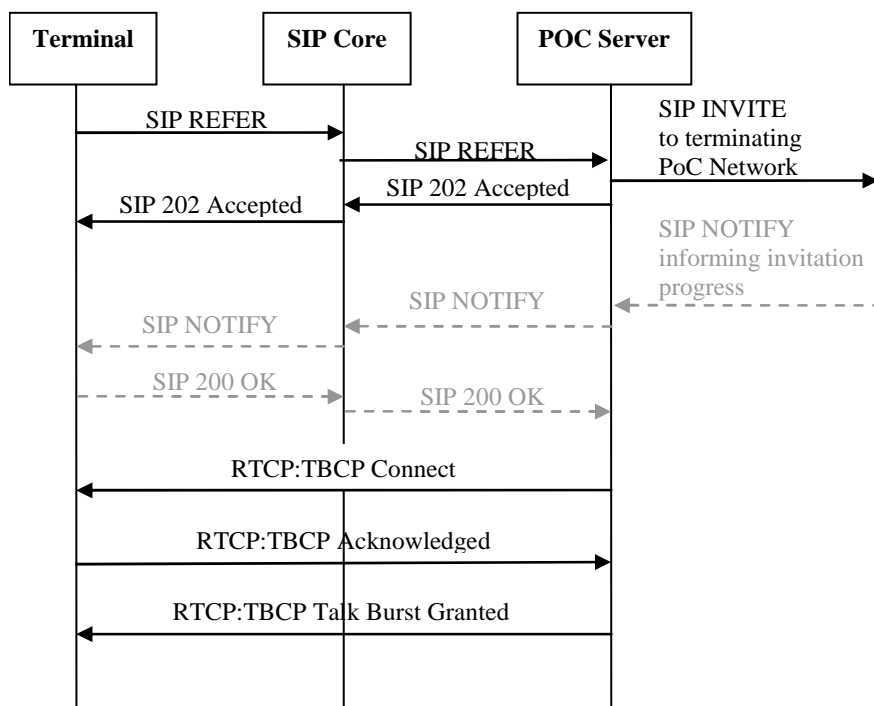 Terminal
SIP Core
POC Server
SIP REFER
SIP REFER
SIP INVITE
to terminating
PoC Network
SIP 202 Accepted
SIP 202 Accepted
SIP NOTIFY
informing invitation
progress
SIP NOTIFY
SIP NOTIFY
SIP 200 OK
SIP 200 OK
RTCP:TBCP Connect
RTCP:TBCP Acknowledged
RTCP:TBCP Talk Burst Granted